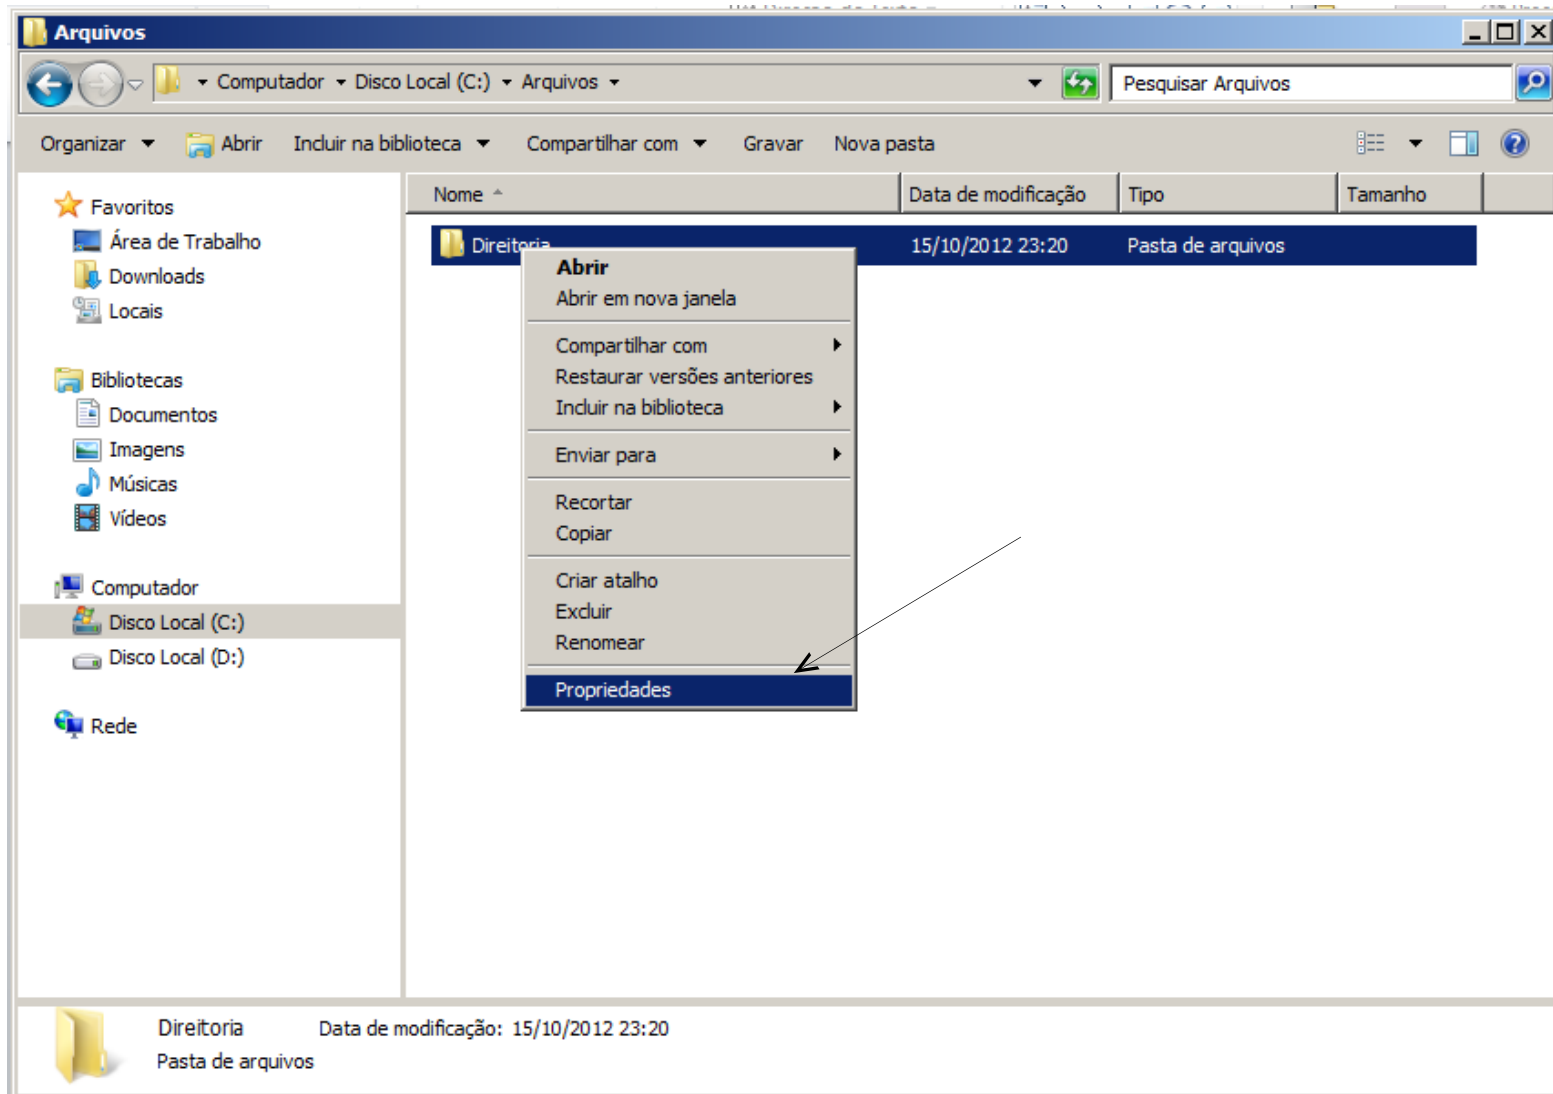 Arquivos
Computador Disco Local (C:) Arquivos
Pesquisar Arquivos
Organizar Abrir Incluir na biblioteca Compartilhar com Gravar Nova pasta
Favoritos
Área de Trabalho
Downloads
Locais
Bibliotecas
Documentos
Imagens
Músicas
Vídeos
Computador
Disco Local (C:)
Disco Local (D:)
Rede
Nome Data de modificação Tipo Tamanho
Direitoria 15/10/2012 23:20 Pasta de arquivos
Abrir
Abrir em nova janela
Compartilhar com
Restaurar versões anteriores
Incluir na biblioteca
Enviar para
Recortar
Copiar
Criar atalho
Excluir
Renomear
Propriedades
Direitoria Data de modificação: 15/10/2012 23:20
Pasta de arquivos